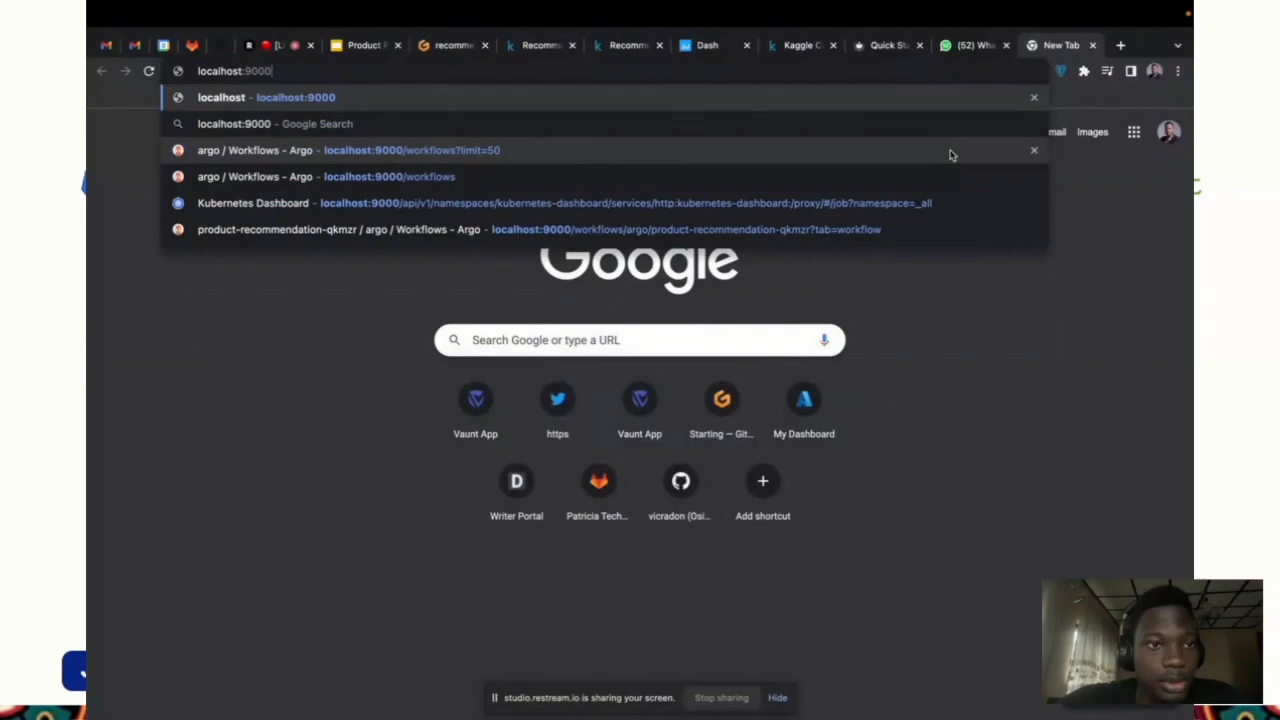 Product F
recomme
Recomm
Recomm
Dash
Kaggle C
Quick Sta
(52) Wha
New Tab
localhost:9000
localhost - localhost:9000
localhost:9000 - Google Search
argo / Workflows - Argo - localhost:9000/workflows?limit=50
argo / Workflows - Argo - localhost:9000/workflows
Kubernetes Dashboard - localhost:9000/api/v1/namespaces/kubernetes-dashboard/services/http:kubernetes-dashboard:/proxy/#/job?namespace=_all
product-recommendation-qkmzr / argo / Workflows - Argo - localhost:9000/workflows/argo/product-recommendation-qkmzr?tab=workflow
mail Images
Google
Search Google or type a URL
Vaunt App
https
Vaunt App
Starting — Git...
My Dashboard
D
Writer Portal
Patricia Tech...
vicradon (Osi...
Add shortcut
studio.restream.io is sharing your screen. Stop sharing Hide